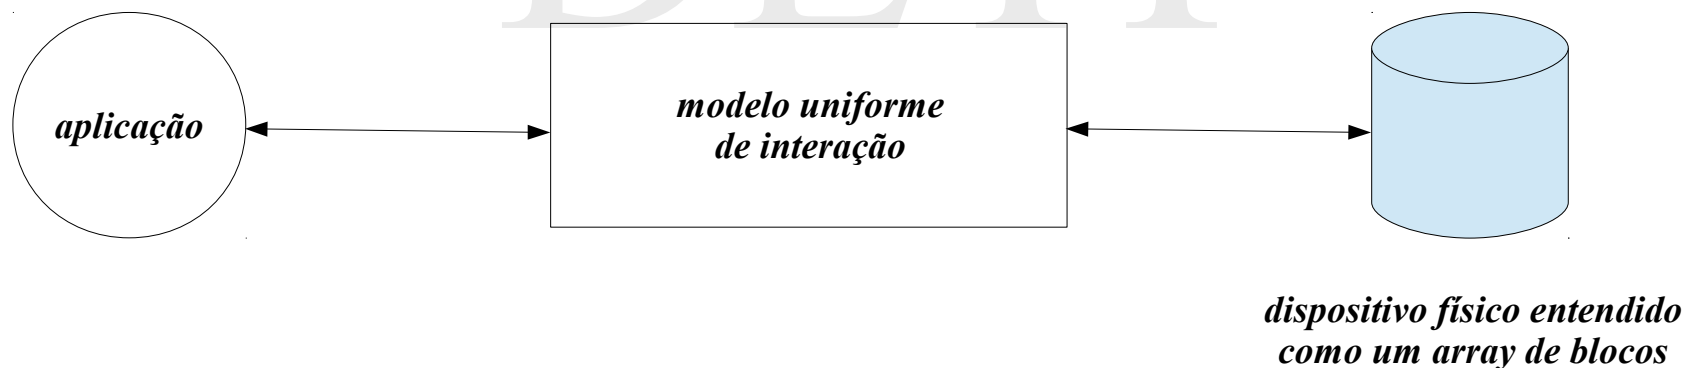 aplicação
modelo uniforme
de interação
dispositivo físico entendido
como um array de blocos